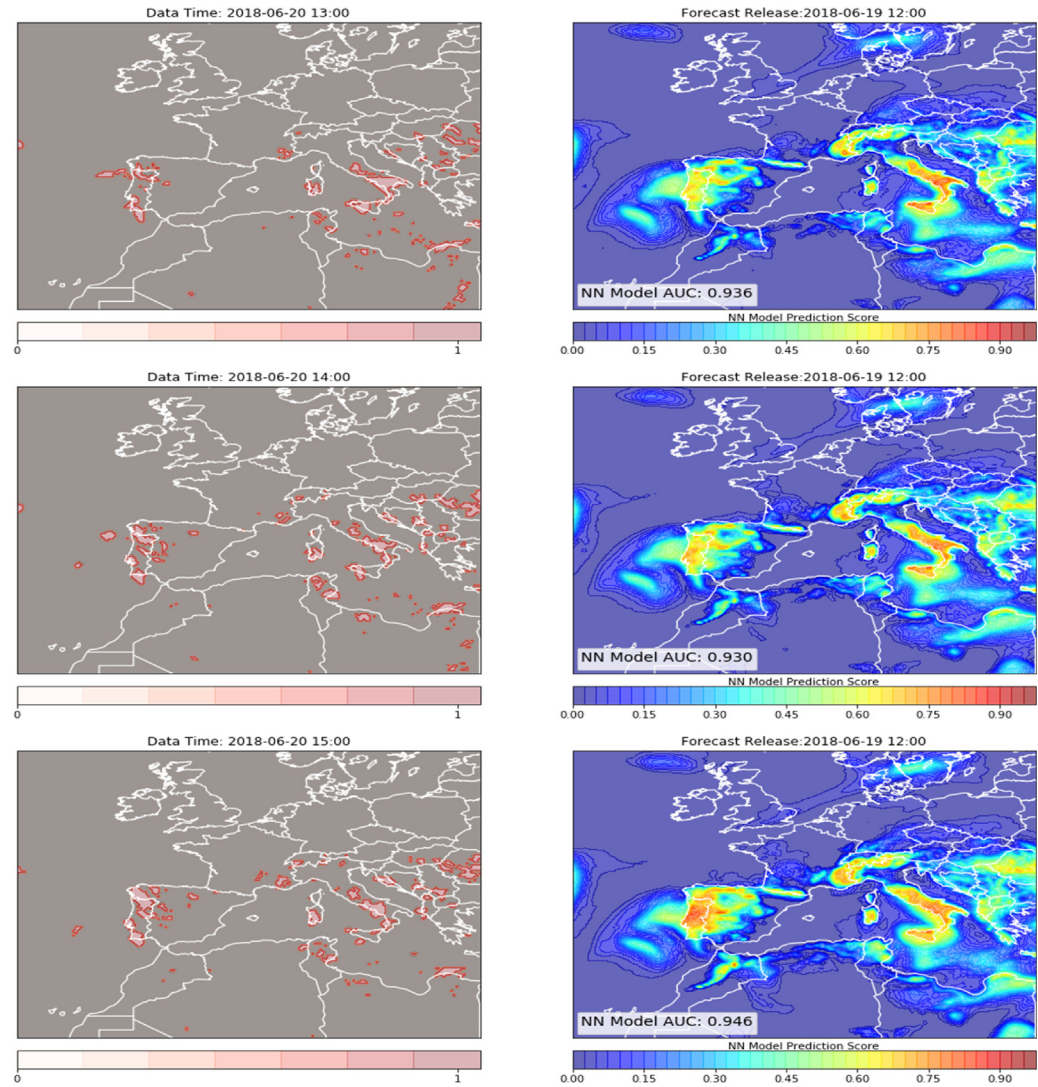 Data Time: 2018-06-20 13:00
Forecast Release:2018-06-19 12:00
NN Model AUC: 0.936
NN Model Prediction Score
0 1
0.00 0.15 0.30 0.45 0.60 0.75 0.90
Data Time: 2018-06-20 14:00
Forecast Release:2018-06-19 12:00
NN Model AUC: 0.930
NN Model Prediction Score
0 1
0.00 0.15 0.30 0.45 0.60 0.75 0.90
Data Time: 2018-06-20 15:00
Forecast Release:2018-06-19 12:00
NN Model AUC: 0.946
NN Model Prediction Score
0 1
0.00 0.15 0.30 0.45 0.60 0.75 0.90